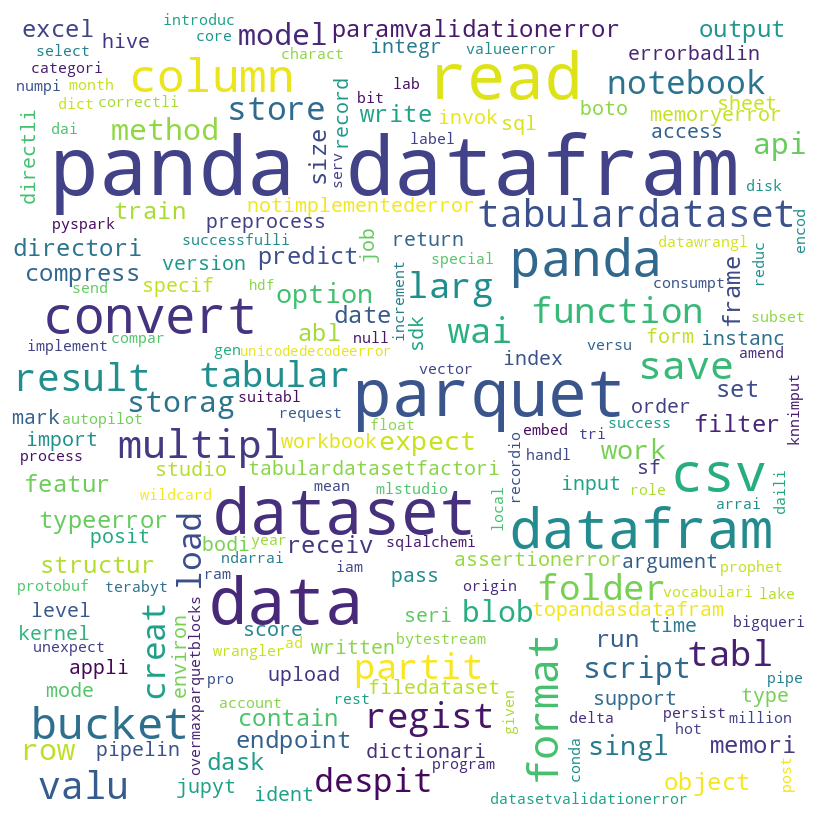 introduc
excel
select
hive
core
model
paramvalidationerror
output
categori
integr
valueerror
errorbadlin
numpi
month
column
charact
lab
read
notebook
dict
correctli
store
size
record
bit
write
invok
sql
boto
memoryerror
sheet
dai
method
label
access
api
directli
panda
datafram
serv
disk
train
notimplementederror
tabulardataset
pyspark
preprocess
successfulli
directori
version
predict
job
return
panda
datawrangl
reduc
encod
compress
specif
special
larg
consumpt
frame
send
hdf
option
increment
function
subset
convert
date
sdk
wai
form
instanc
compar
abl
null
implement
gen
unicodedecodeerror
index
versu
amend
result
tabular
vector
parquet
save
set
storag
suitabl
request
order
filter
mark
autopilot
float
embed
tri
success
knnimput
import
multipl
workbook
expect
recordio
work
process
studio
tabulardatasetfactori
handl
sf
csv
featur
wildcard
mean
mlstudio
local
input
role
arrai
daili
typeerror
load
dataset
datafram
posit
bodi
year
receiv
sqlalchemi
assertionerror
argument
prophet
structur
ndarrai
ram
iam
pass
origin
folder
vocabulari
lake
protobuf
terabyt
data
level
creat
environ
overmaxparquetblocks
seri
blob
topandasdatafram
bigqueri
kernel
score
ad
written
bytestream
time
unexpect
wrangler
run
tabl
appli
pro
upload
partit
format
script
pipe
mode
filedataset
given
support
type
account
rest
persist
bucket
contain
regist
delta
million
row
pipelin
endpoint
dictionari
conda
singl
hot
memori
dask
program
valu
jupyt
ident
despit
object
post
datasetvalidationerror